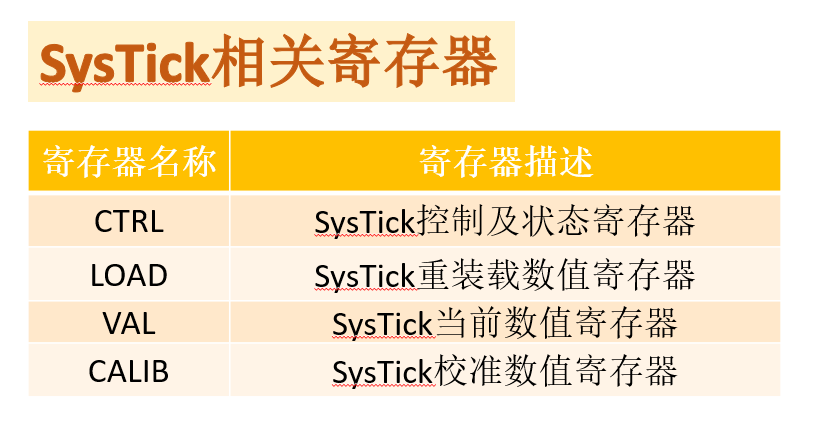 SysTick相关寄存器
寄存器名称 寄存器描述
CTRL SysTick控制及状态寄存器
LOAD SysTick重装载数值寄存器
VAL SysTick当前数值寄存器
CALIB SysTick校准数值寄存器